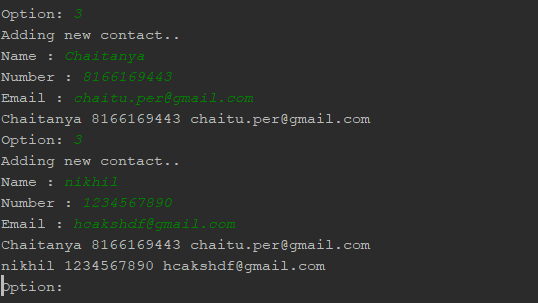 Option: 3
Adding new contact..
Name : Chaitanya
Number : 8166169443
Email : chaitu.per@gmail.com
Chaitanya 8166169443 chaitu.per@gmail.com
Option: 3
Adding new contact..
Name : nikhil
Number : 1234567890
Email : hcakshdf@gmail.com
Chaitanya 8166169443 chaitu.per@gmail.com
nikhil 1234567890 hcakshdf@gmail.com
Option: